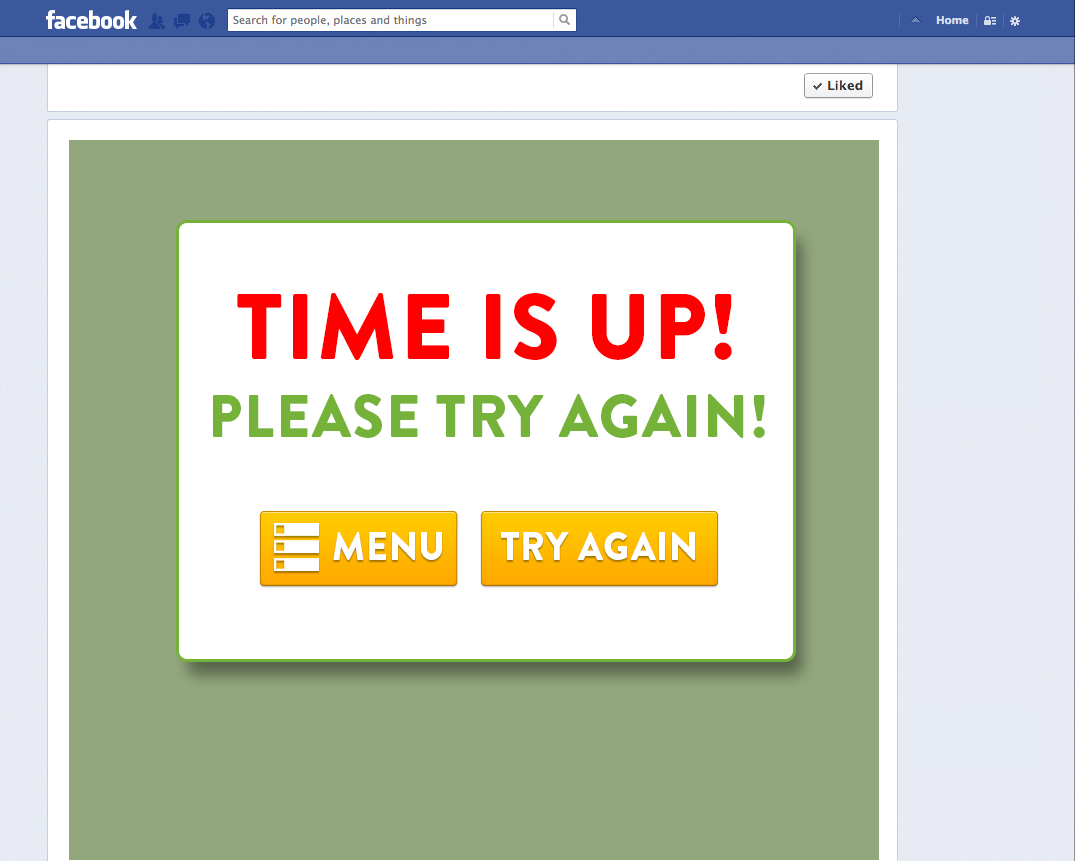 facebook
Search for people, places and things
Home
Liked
TIME IS UP!
PLEASE TRY AGAIN!
MENU
TRY AGAIN